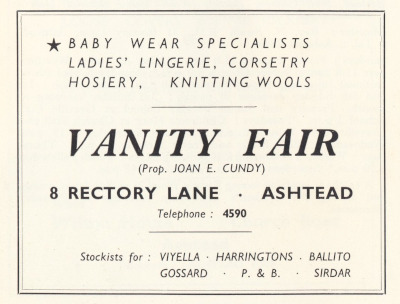 ★ BABY WEAR SPECIALISTS
LADIES' LINGERIE, CORSETRY
HOSIERY, KNITTING WOOLS
VANITY FAIR
(Prop. JOAN E. CUNDY)
8 RECTORY LANE · ASHTEAD
Telephone : 4590
Stockists for : VIYELLA · HARRINGTONS · BALLITO
GOSSARD · P. & B. · SIRDAR